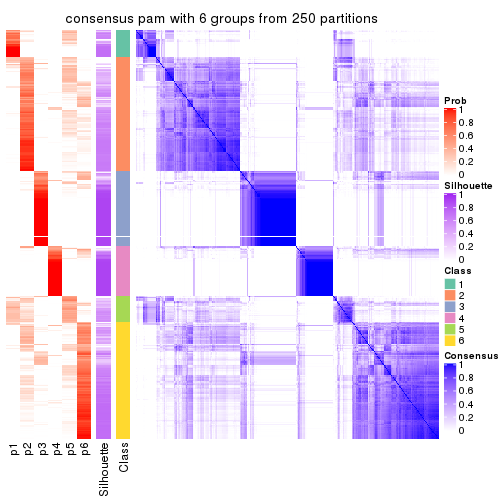 consensus pam with 6 groups from 250 partitions
Prob
1
0.8
0.6
0.4
0.2
0
Silhouette
1
0.8
0.6
0.4
0.2
0
Class
1
2
3
4
5
6
Consensus
1
0.8
0.6
0.4
0.2
0
p1
p2
p3
p4
p5
p6
Silhouette
Class